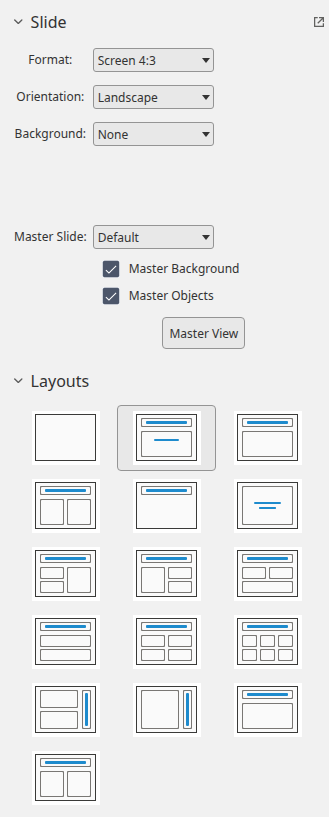 Slide
Format: Screen 4:3
Orientation: Landscape
Background: None
Master Slide: Default
Master Background
Master Objects
Master View
Layouts